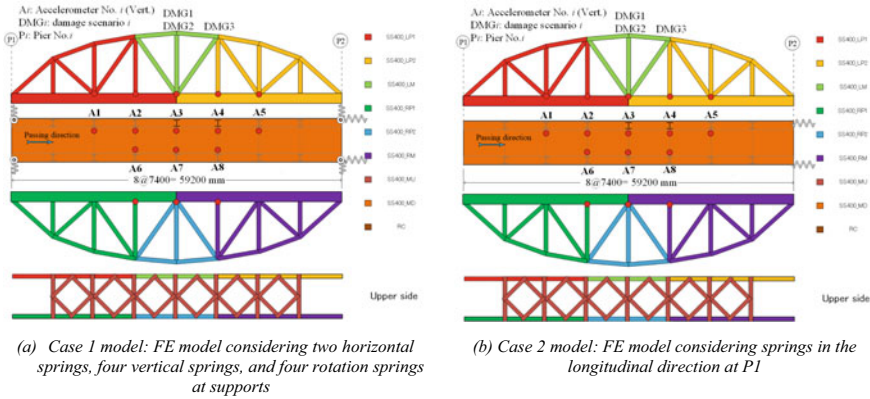 Ai: Accelerometer No. i (Vert.)
DMGi: damage scenario i
Pi: Pier No.i
DMG1
DMG2
DMG3
P1
P2
A1
A2
A3
A4
A5
Passing direction
A6
A7
A8
8@7400= 59200 mm
Upper side
SS400_LP1
SS400_LP2
SS400_LM
SS400_RP1
SS400_RP2
SS400_RM
SS400_MU
SS400_MD
RC
(a) Case 1 model: FE model considering two horizontal
springs, four vertical springs, and four rotation springs
at supports
Ai: Accelerometer No. i (Vert.)
DMGi: damage scenario i
Pi: Pier No.i
DMG1
DMG2
DMG3
P1
P2
A1
A2
A3
A4
A5
Passing direction
A6
A7
A8
8@7400= 59200 mm
Upper side
SS400_LP1
SS400_LP2
SS400_LM
SS400_RP1
SS400_RP2
SS400_RM
SS400_MU
SS400_MD
RC
(b) Case 2 model: FE model considering springs in the
longitudinal direction at P1